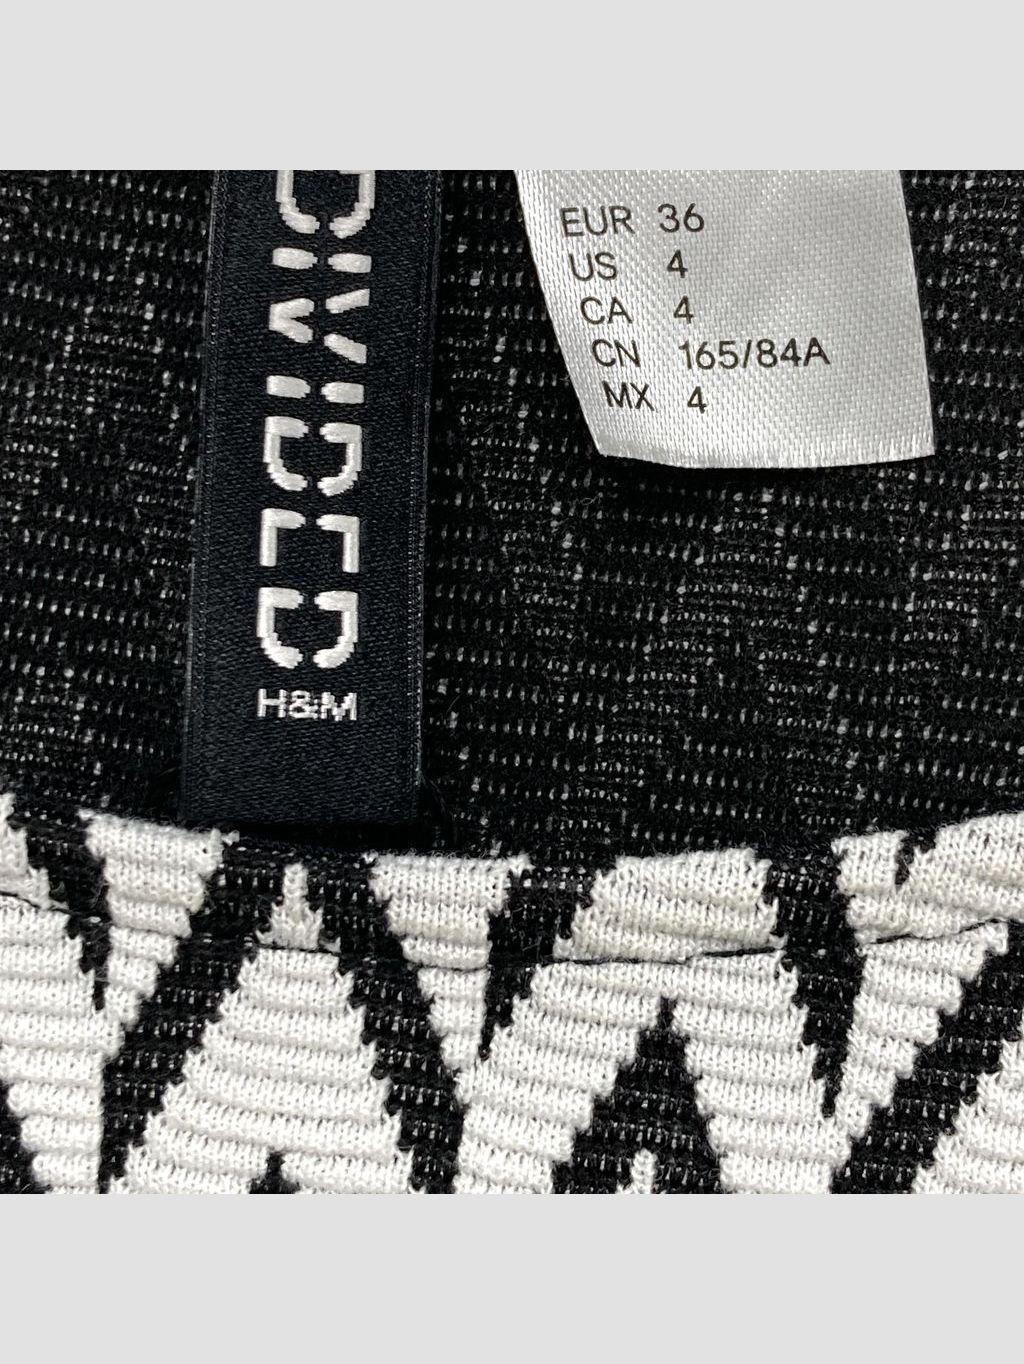 DIVIDED
H&M
EUR 36
US 4
CA 4
CN 165/84A
MX 4